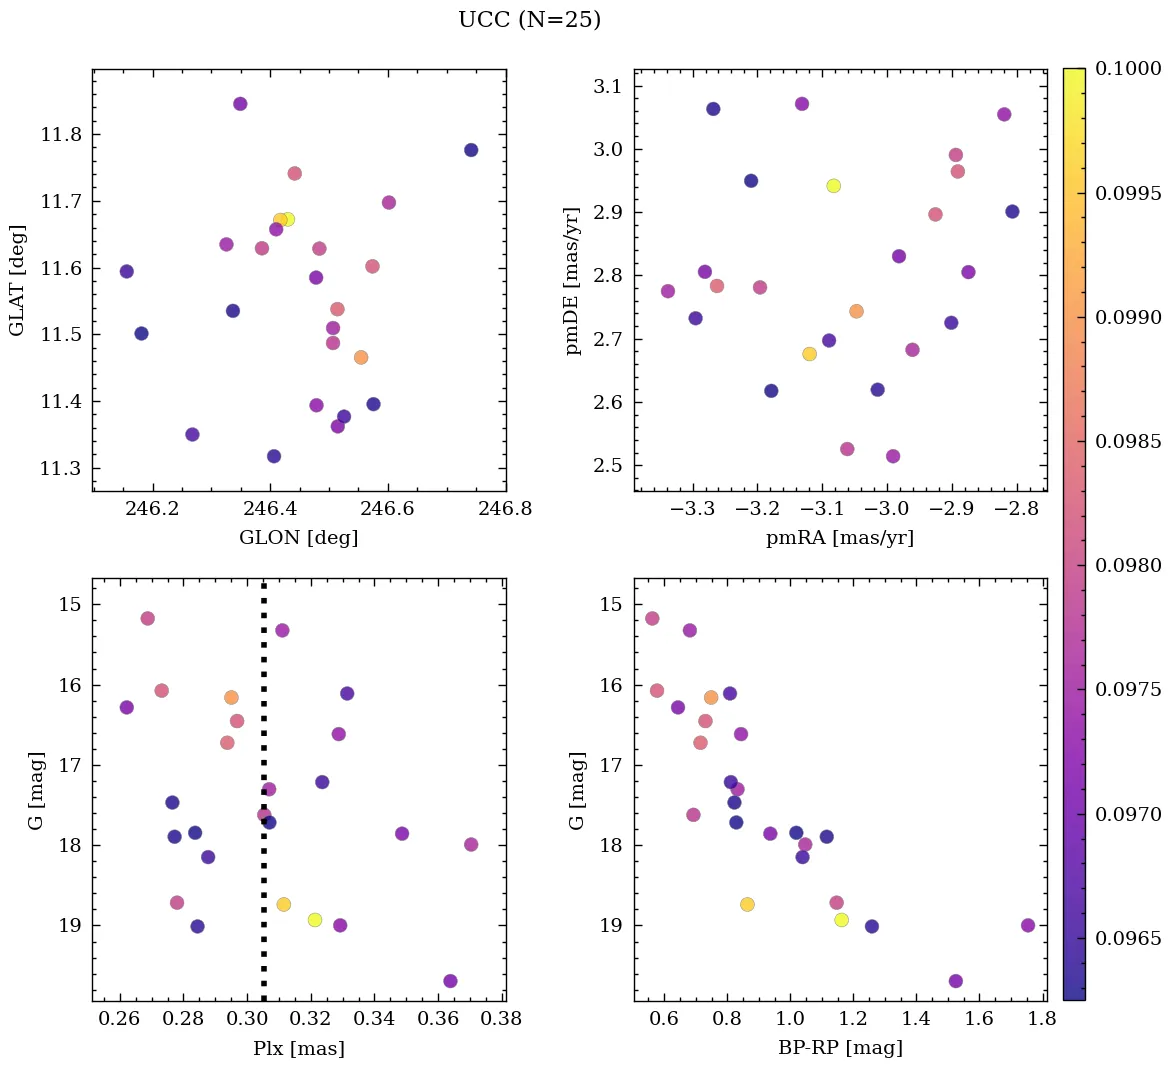 UCC (N=25)
11.8
11.7
11.6
11.5
11.4
11.3
GLAT [deg]
246.2 246.4 246.6 246.8
GLON [deg]
3.1
3.0
2.9
2.8
2.7
2.6
2.5
pmDE [mas/yr]
−3.3 −3.2 −3.1 −3.0 −2.9 −2.8
pmRA [mas/yr]
15
16
17
18
19
G [mag]
0.26 0.28 0.30 0.32 0.34 0.36 0.38
Plx [mas]
15
16
17
18
19
G [mag]
0.6 0.8 1.0 1.2 1.4 1.6 1.8
BP-RP [mag]
0.1000
0.0995
0.0990
0.0985
0.0980
0.0975
0.0970
0.0965